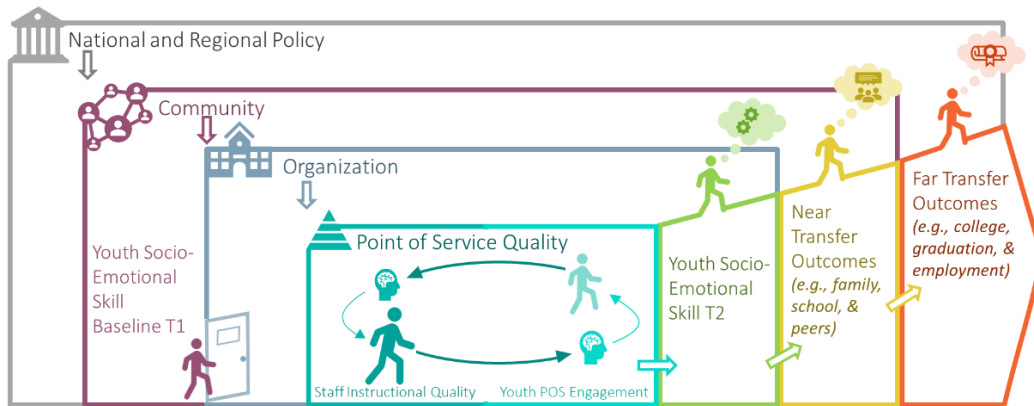 National and Regional Policy
Community
Organization
Point of Service Quality
Youth Socio-
Emotional
Skill
Baseline T1
Staff Instructional Quality
Youth POS Engagement
Youth Socio-
Emotional
Skill T2
Near
Transfer
Outcomes
(e.g., family,
school, &
peers)
Far Transfer
Outcomes
(e.g., college,
graduation, &
employment)